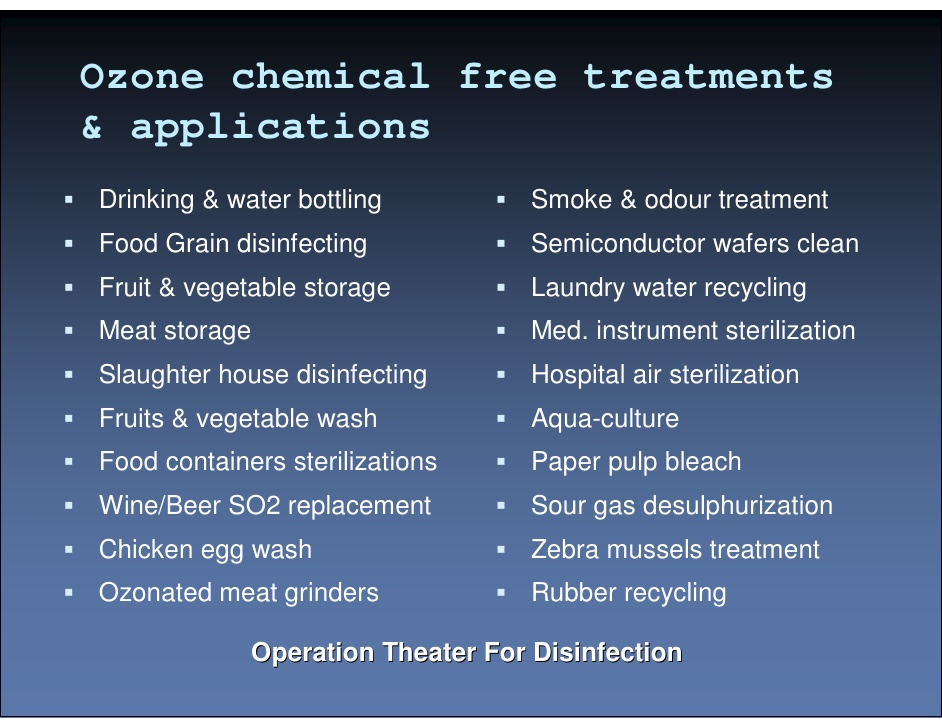 Ozone chemical free treatments
& applications
▪ Drinking & water bottling
▪ Food Grain disinfecting
▪ Fruit & vegetable storage
▪ Meat storage
▪ Slaughter house disinfecting
▪ Fruits & vegetable wash
▪ Food containers sterilizations
▪ Wine/Beer SO2 replacement
▪ Chicken egg wash
▪ Ozonated meat grinders
▪ Smoke & odour treatment
▪ Semiconductor wafers clean
▪ Laundry water recycling
▪ Med. instrument sterilization
▪ Hospital air sterilization
▪ Aqua-culture
▪ Paper pulp bleach
▪ Sour gas desulphurization
▪ Zebra mussels treatment
▪ Rubber recycling
Operation Theater For Disinfection